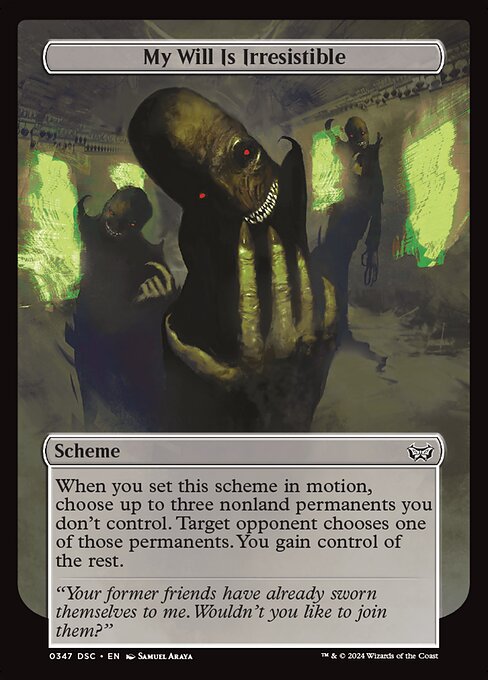 My Will Is Irresistible
Scheme
When you set this scheme in motion,
choose up to three nonland permanents you
don't control. Target opponent chooses one
of those permanents. You gain control of
the rest.
"Your former friends have already sworn
themselves to me. Wouldn't you like to join
them?"
0347 DSC • EN Samuel Araya
™ & © 2024 Wizards of the Coast